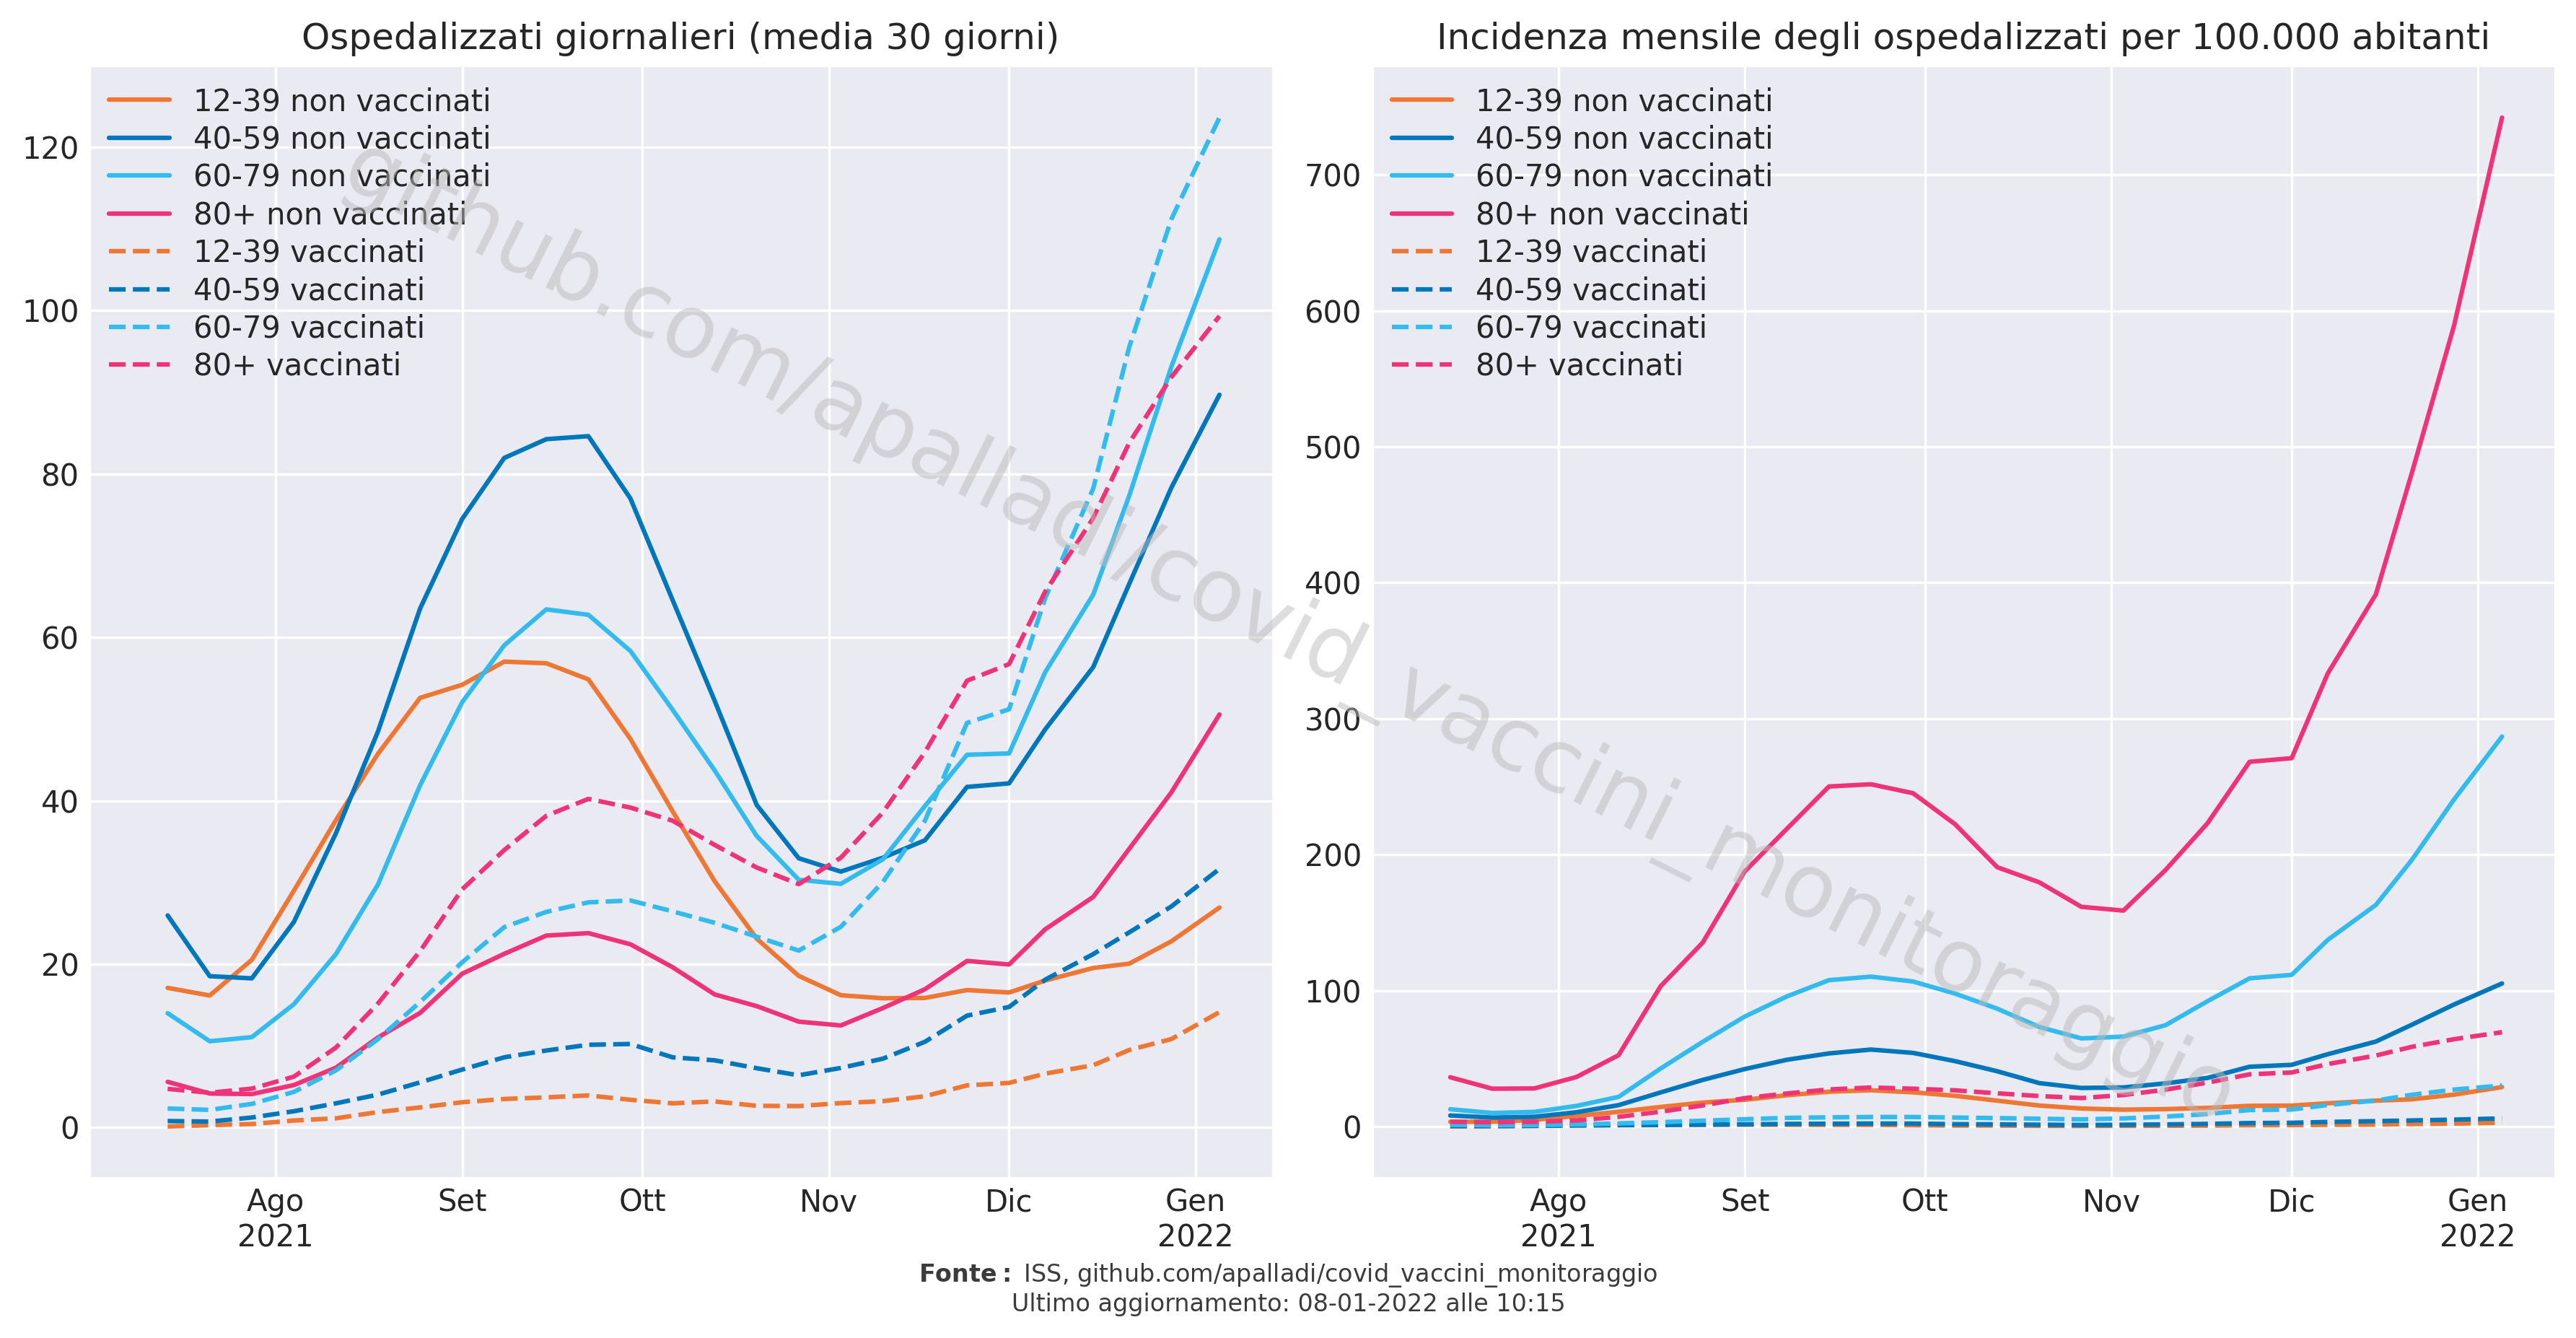 Ospedalizzati giornalieri (media 30 giorni)
12-39 non vaccinati
40-59 non vaccinati
60-79 non vaccinati
80+ non vaccinati
12-39 vaccinati
40-59 vaccinati
60-79 vaccinati
80+ vaccinati
120
100
80
60
40
20
0
Ago
2021
Set
Ott
Nov
Dic
Gen
2022
Incidenza mensile degli ospedalizzati per 100.000 abitanti
12-39 non vaccinati
40-59 non vaccinati
60-79 non vaccinati
80+ non vaccinati
12-39 vaccinati
40-59 vaccinati
60-79 vaccinati
80+ vaccinati
700
600
500
400
300
200
100
0
Ago
2021
Set
Ott
Nov
Dic
Gen
2022
github.com/apalladi/covid_vaccini_monitoraggio
Fonte: ISS, github.com/apalladi/covid_vaccini_monitoraggio
Ultimo aggiornamento: 08-01-2022 alle 10:15